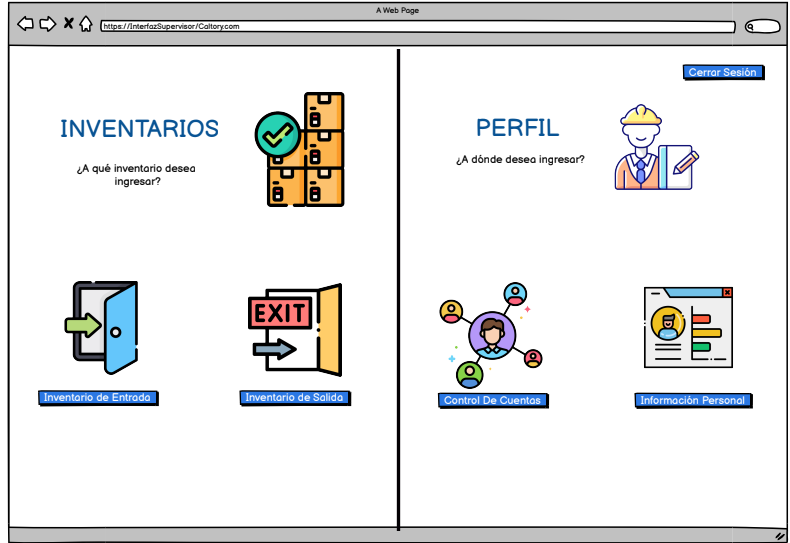 A Web Page
https://InterfazSupervisor/Caltory.com
INVENTARIOS
¿A qué inventario desea
ingresar?
EXIT
Inventario de Entrada
Inventario de Salida
Cerrar Sesión
PERFIL
¿A dónde desea ingresar?
Control De Cuentas
Información Personal